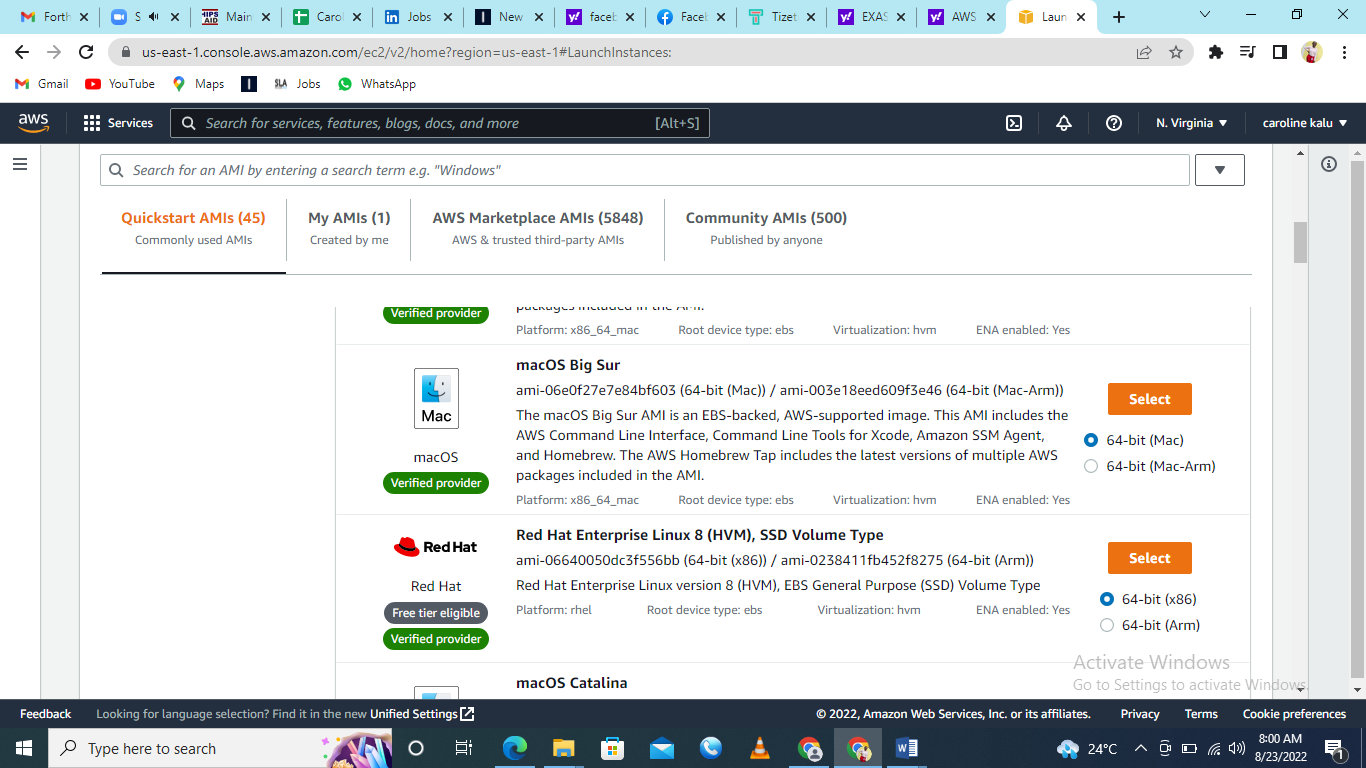 Forth
S
Main
Carol
Jobs
New
faceb
Faceb
Tizet
EXAS
AWS
Laun
us-east-1.console.aws.amazon.com/ec2/v2/home?region=us-east-1#LaunchInstances:
Gmail
YouTube
Maps
Jobs
WhatsApp
aws
Services
Search for services, features, blogs, docs, and more
[Alt+S]
N. Virginia
caroline kalu
Search for an AMI by entering a search term e.g. "Windows"
Quickstart AMIs (45)
Commonly used AMIs
My AMIs (1)
Created by me
AWS Marketplace AMIs (5848)
AWS & trusted third-party AMIs
Community AMIs (500)
Published by anyone
Verified provider
packages included in the AMI.
Platform: x86_64_mac Root device type: ebs Virtualization: hvm ENA enabled: Yes
Mac
macOS
Verified provider
macOS Big Sur
ami-06e0f27e7e84bf603 (64-bit (Mac)) / ami-003e18eed609f3e46 (64-bit (Mac-Arm))
The macOS Big Sur AMI is an EBS-backed, AWS-supported image. This AMI includes the
AWS Command Line Interface, Command Line Tools for Xcode, Amazon SSM Agent,
and Homebrew. The AWS Homebrew Tap includes the latest versions of multiple AWS
packages included in the AMI.
Platform: x86_64_mac Root device type: ebs Virtualization: hvm ENA enabled: Yes
Select
64-bit (Mac)
64-bit (Mac-Arm)
Red Hat
Red Hat
Free tier eligible
Verified provider
Red Hat Enterprise Linux 8 (HVM), SSD Volume Type
ami-06640050dc3f556bb (64-bit (x86)) / ami-0238411fb452f8275 (64-bit (Arm))
Red Hat Enterprise Linux version 8 (HVM), EBS General Purpose (SSD) Volume Type
Platform: rhel Root device type: ebs Virtualization: hvm ENA enabled: Yes
Select
64-bit (x86)
64-bit (Arm)
macOS Catalina
Activate Windows
Go to Settings to activate Windows.
Feedback
Looking for language selection? Find it in the new Unified Settings
© 2022, Amazon Web Services, Inc. or its affiliates.
Privacy
Terms
Cookie preferences
Type here to search
24°C
8:00 AM
8/23/2022
1